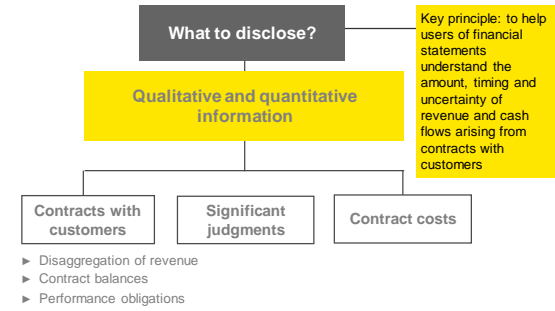 What to disclose?
Key principle: to help
users of financial
statements
understand the
amount, timing and
uncertainty of
revenue and cash
flows arising from
contracts with
customers
Qualitative and quantitative
information
Contracts with
customers
Significant
judgments
Contract costs
► Disaggregation of revenue
► Contract balances
► Performance obligations